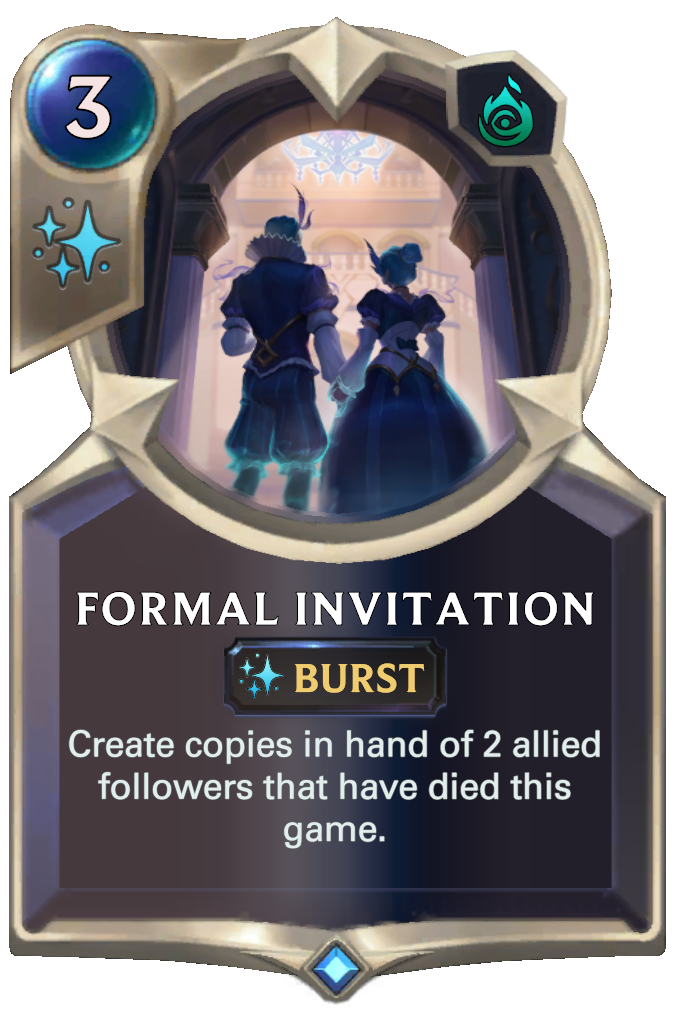 3
FORMAL INVITATION
BURST
Create copies in hand of 2 allied
followers that have died this
game.